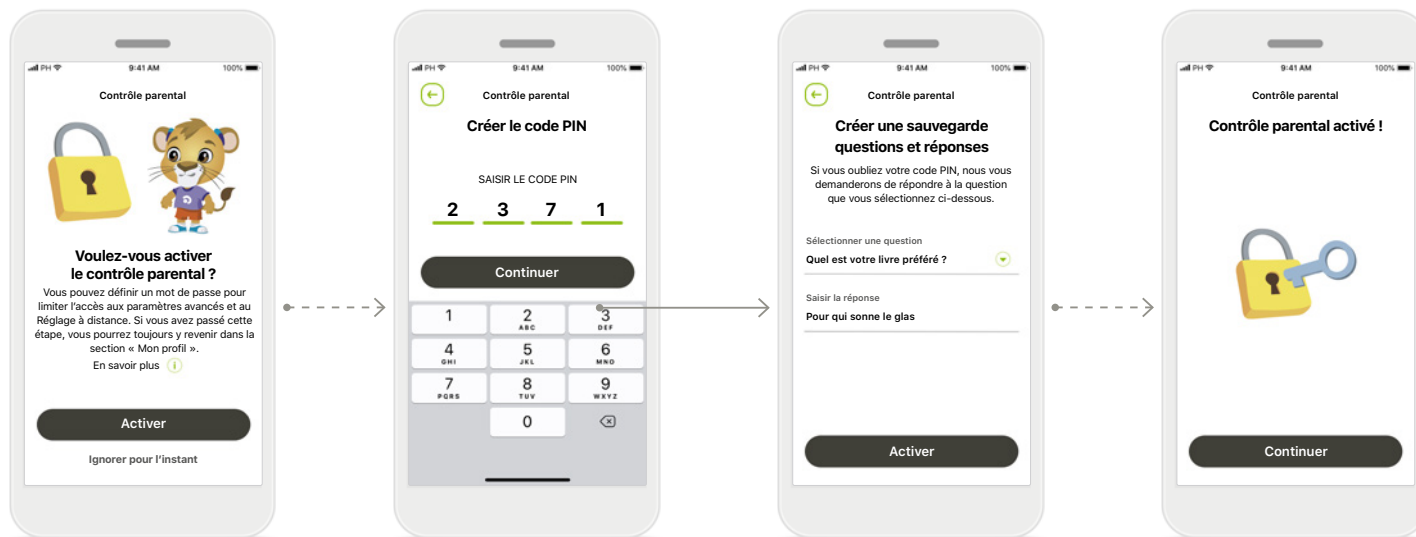 PH
9:41 AM
100%
Contrôle parental
Voulez-vous activer
le contrôle parental ?
Vous pouvez définir un mot de passe pour
limiter l'accès aux paramètres avancés et au
Réglage à distance. Si vous avez passé cette
étape, vous pourrez toujours y revenir dans la
section « Mon profil ».
En savoir plus i
Activer
Ignorer pour l'instant
PH
9:41 AM
100%
Contrôle parental
Créer le code PIN
SAISIR LE CODE PIN
2 3 7 1
Continuer
1 2 3
ABC DEF
4 5 6
GHI JKL MNO
7 8 9
PQRS TUV WXYZ
0
PH
9:41 AM
100%
Contrôle parental
Créer une sauvegarde
questions et réponses
Si vous oubliez votre code PIN, nous vous
demanderons de répondre à la question
que vous sélectionnez ci-dessous.
Sélectionner une question
Quel est votre livre préféré ?
Saisir la réponse
Pour qui sonne le glas
Activer
PH
9:41 AM
100%
Contrôle parental
Contrôle parental activé !
Continuer